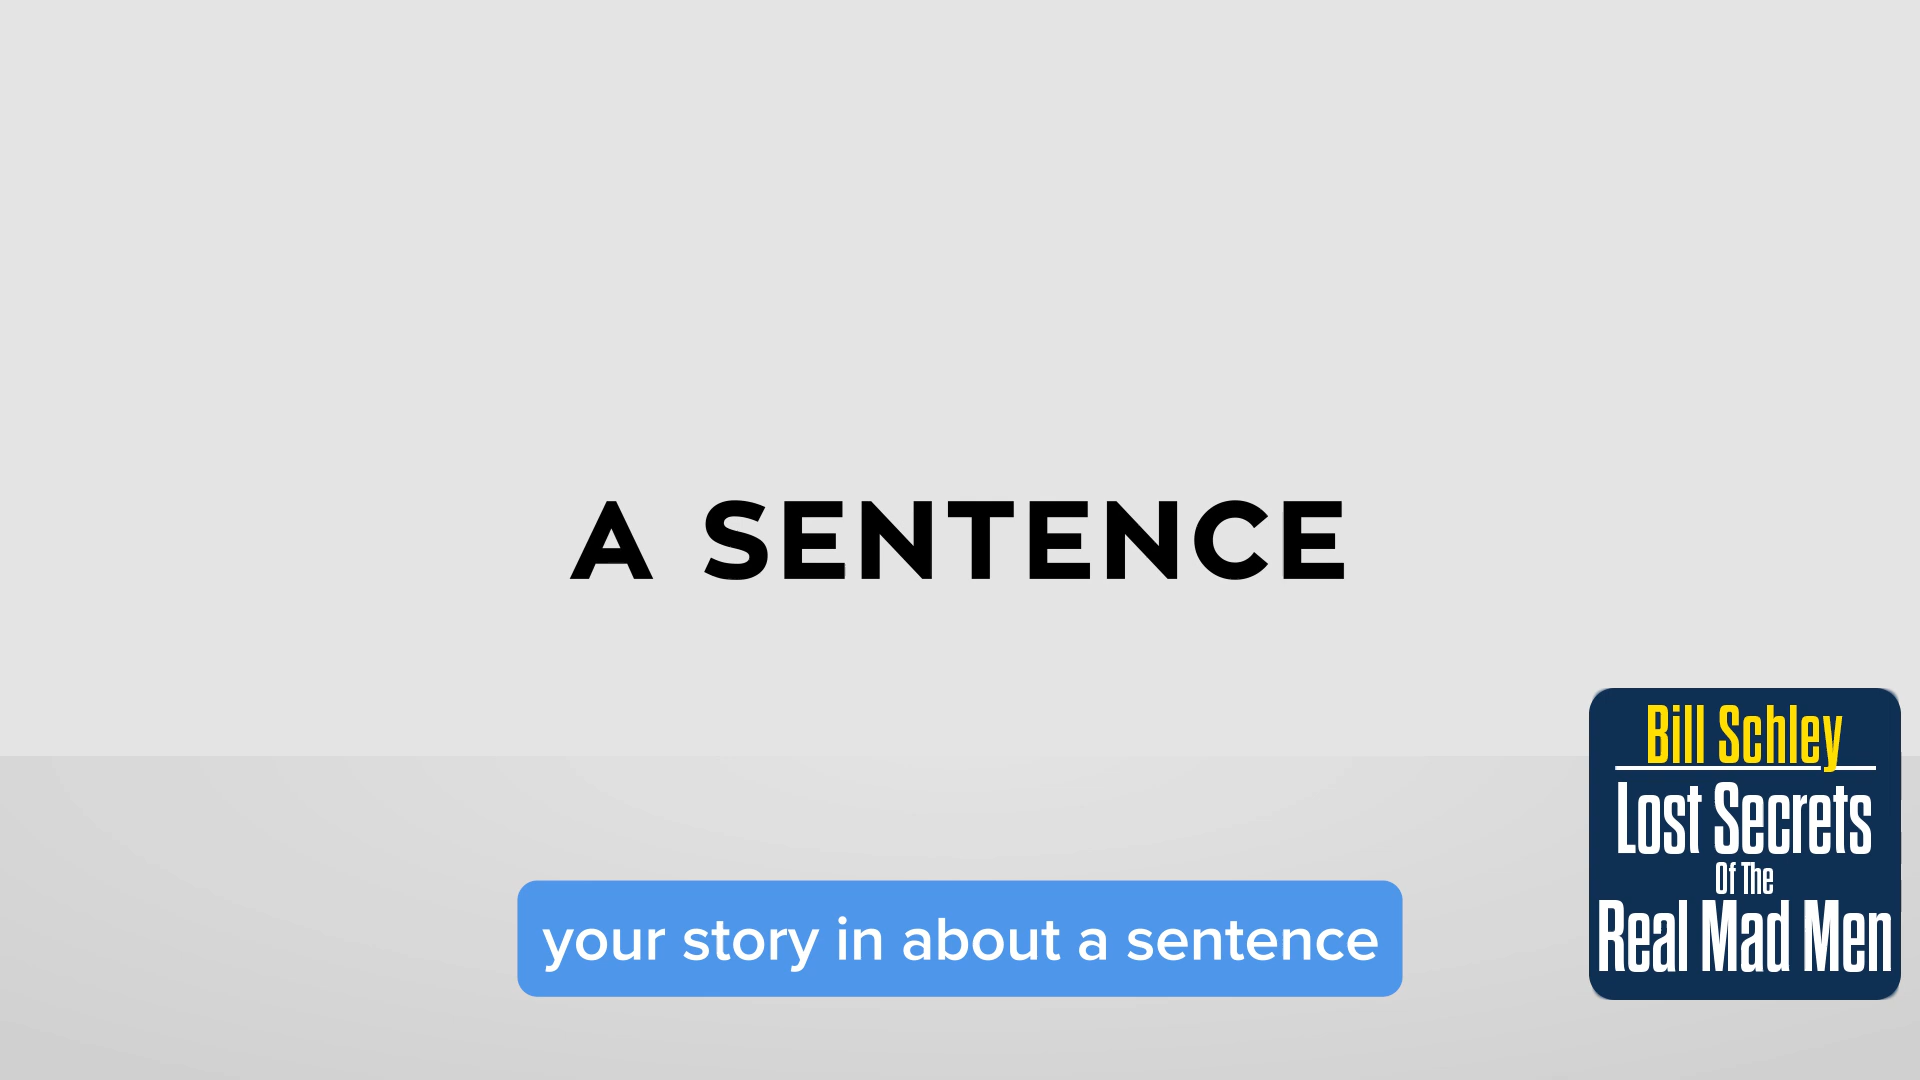 A SENTENCE
your story in about a sentence
Bill Schley
Lost Secrets
Of The
Real Mad Men